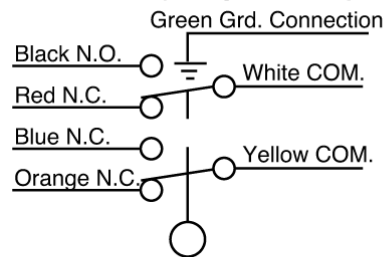 Green Grd. Connection
Black N.O.
White COM.
Red N.C.
Blue N.C.
Yellow COM.
Orange N.C.